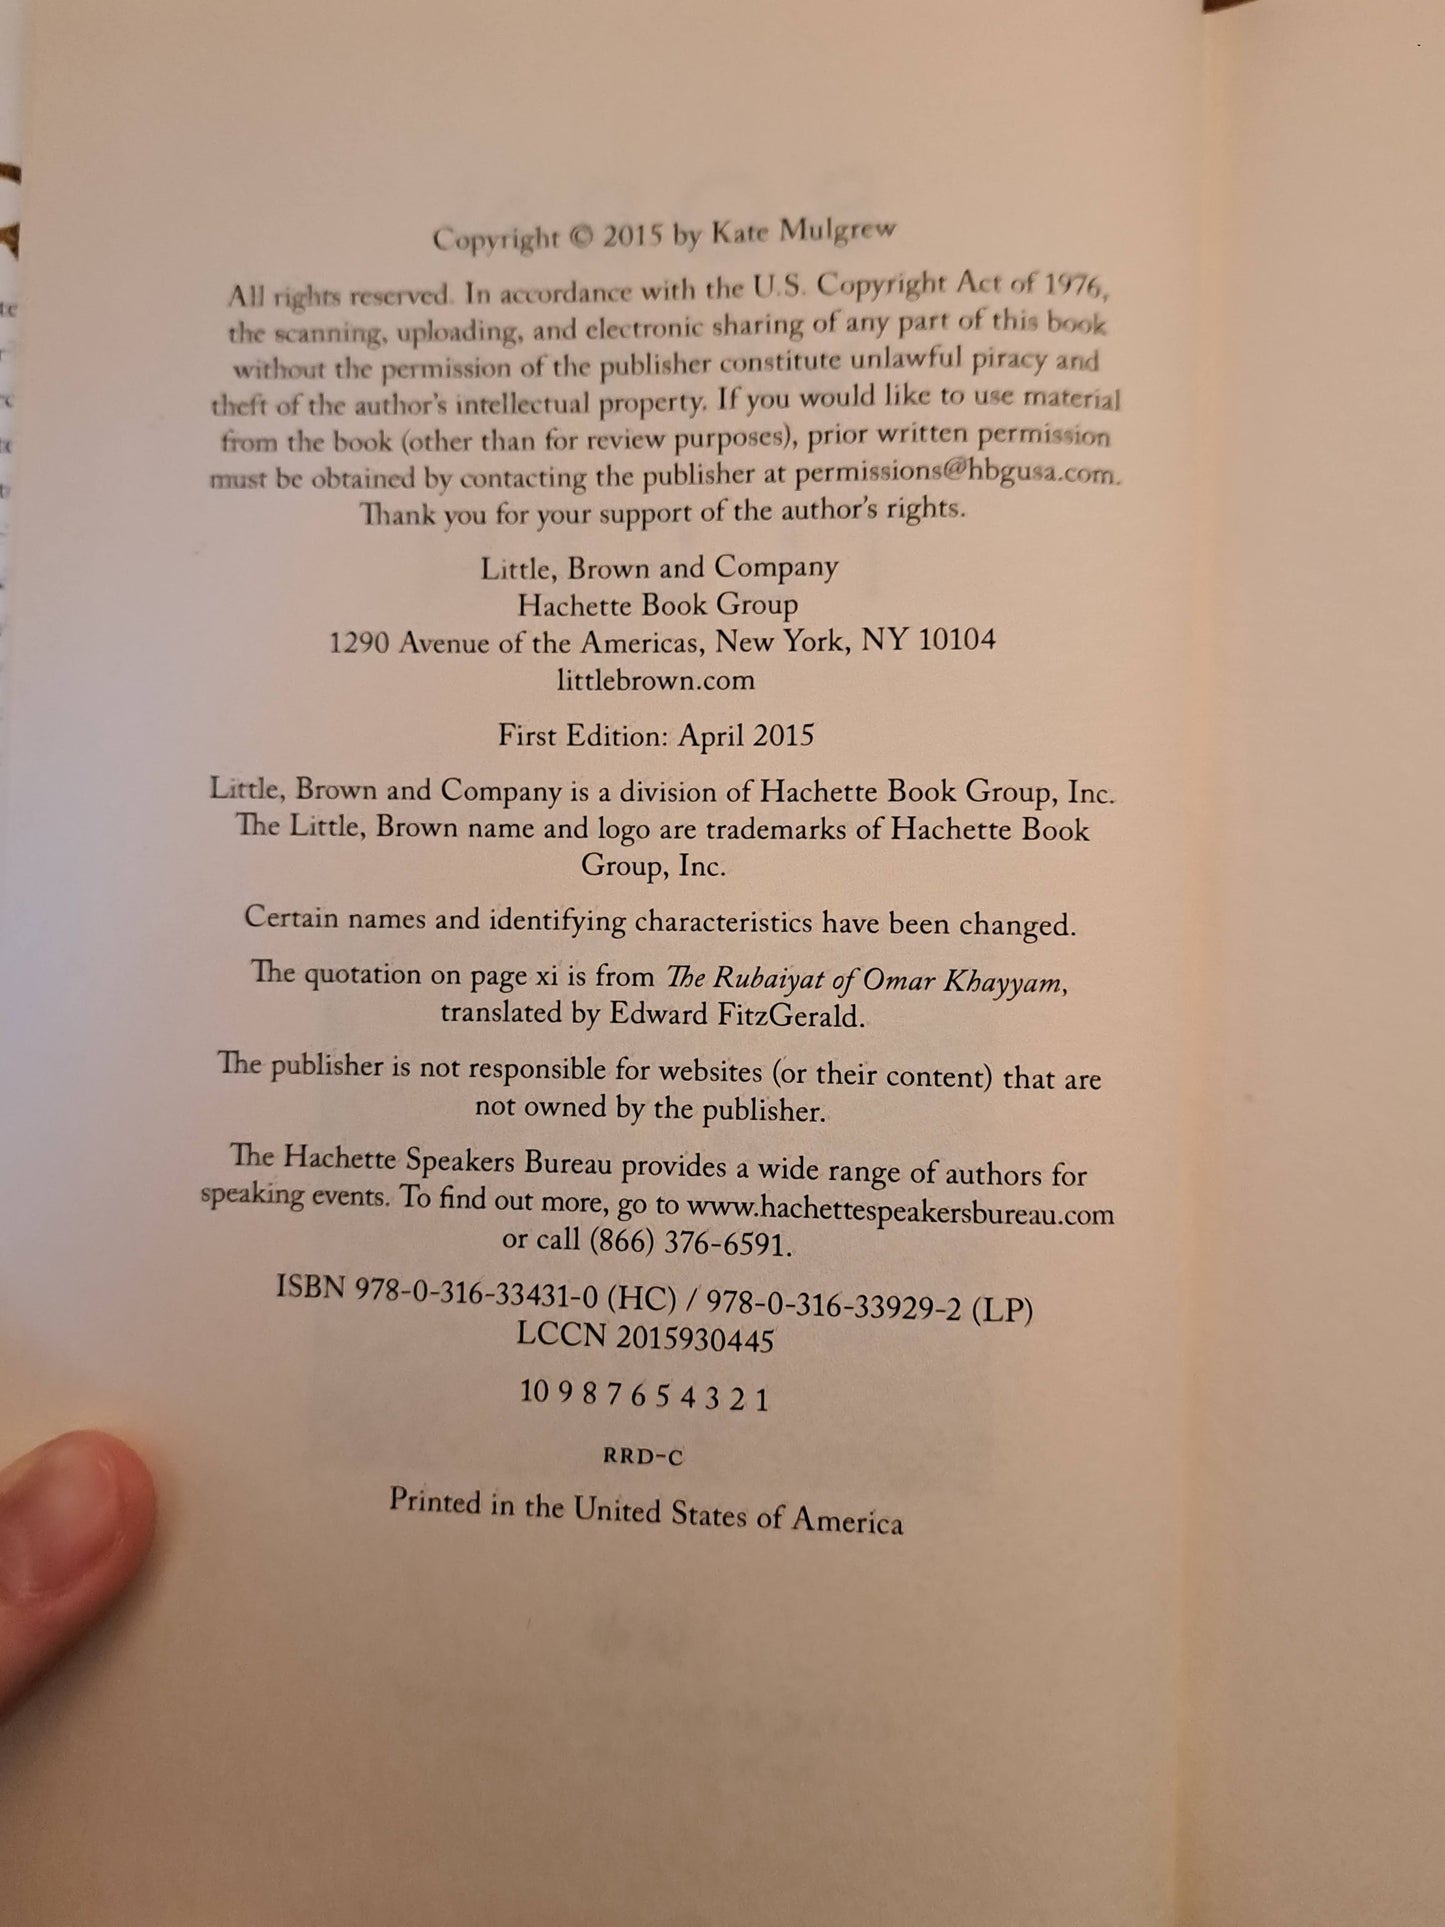 Copyright © 2015 by Kate Mulgrew
All rights reserved. In accordance with the U.S. Copyright Act of 1976,
the scanning, uploading, and electronic sharing of any part of this book
without the permission of the publisher constitute unlawful piracy and
theft of the author's intellectual property. If you would like to use material
from the book (other than for review purposes), prior written permission
must be obtained by contacting the publisher at permissions@hbgusa.com.
Thank you for your support of the author's rights.
Little, Brown and Company
Hachette Book Group
1290 Avenue of the Americas, New York, NY 10104
littlebrown.com
First Edition: April 2015
Little, Brown and Company is a division of Hachette Book Group, Inc.
The Little, Brown name and logo are trademarks of Hachette Book
Group, Inc.
Certain names and identifying characteristics have been changed.
The quotation on page xi is from The Rubaiyat of Omar Khayyam,
translated by Edward FitzGerald.
The publisher is not responsible for websites (or their content) that are
not owned by the publisher.
The Hachette Speakers Bureau provides a wide range of authors for
speaking events. To find out more, go to www.hachettespeakersbureau.com
or call (866) 376-6591.
ISBN 978-0-316-33431-0 (HC) / 978-0-316-33929-2 (LP)
LCCN 2015930445
10 9 8 7 6 5 4 3 2 1
RRD-C
Printed in the United States of America